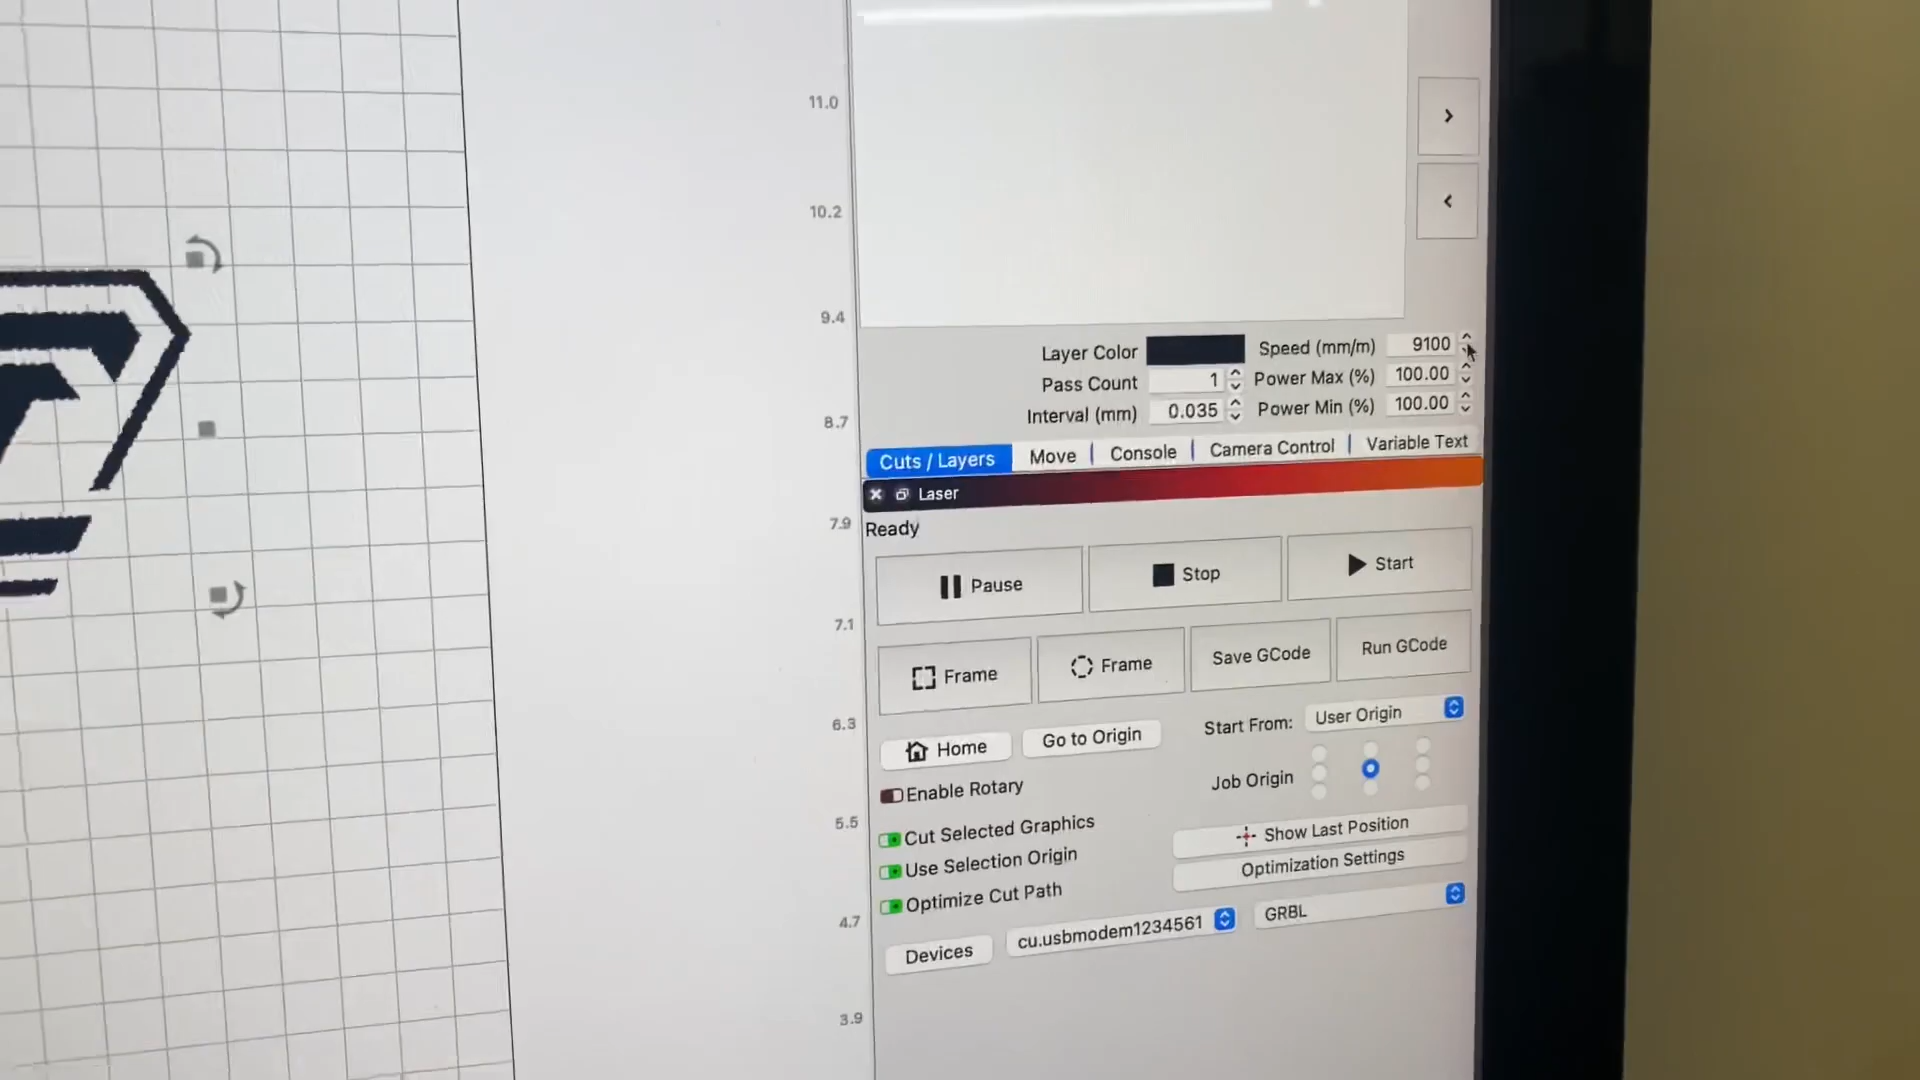 11.0
10.2
9.4
8.7
7.9
7.1
6.3
5.5
4.7
3.9
Layer Color
Speed (mm/m) 9100
Pass Count 1
Power Max (%) 100.00
Interval (mm) 0.035
Power Min (%) 100.00
Cuts / Layers Move Console Camera Control Variable Text
Laser
Ready
Pause Stop Start
Frame Frame Save GCode Run GCode
Home Go to Origin Start From: User Origin
Enable Rotary
Job Origin
Cut Selected Graphics
Show Last Position
Use Selection Origin
Optimization Settings
Optimize Cut Path
Devices cu.usbmodem1234561 GRBL